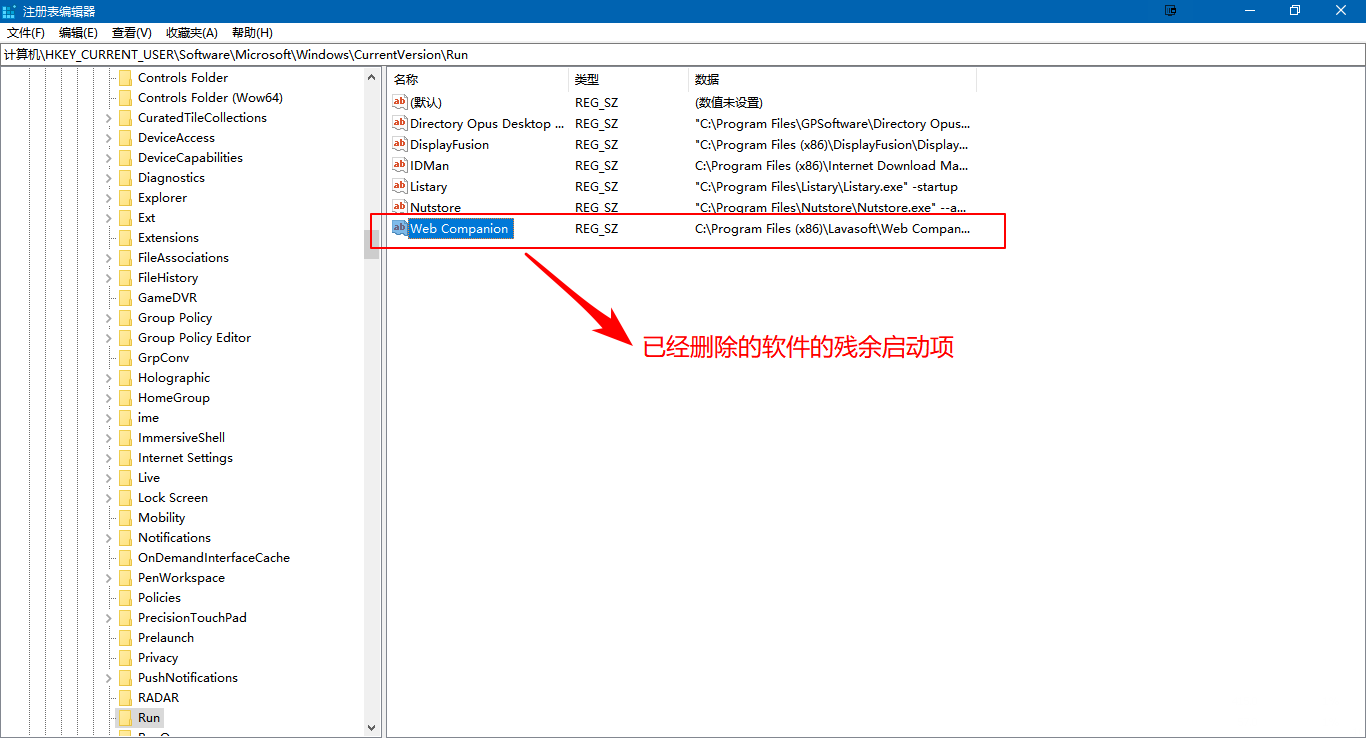 注册表编辑器
文件(F) 编辑(E) 查看(V) 收藏夹(A) 帮助(H)
计算机\HKEY_CURRENT_USER\Software\Microsoft\Windows\CurrentVersion\Run
Controls Folder
Controls Folder (Wow64)
CuratedTileCollections
DeviceAccess
DeviceCapabilities
Diagnostics
Explorer
Ext
Extensions
FileAssociations
FileHistory
GameDVR
Group Policy
Group Policy Editor
GrpConv
Holographic
HomeGroup
ime
ImmersiveShell
Internet Settings
Live
Lock Screen
Mobility
Notifications
OnDemandInterfaceCache
PenWorkspace
Policies
PrecisionTouchPad
Prelaunch
Privacy
PushNotifications
RADAR
Run
名称 类型 数据
(默认) REG_SZ (数值未设置)
Directory Opus Desktop ... REG_SZ "C:\Program Files\GPSoftware\Directory Opus...
DisplayFusion REG_SZ "C:\Program Files (x86)\DisplayFusion\Display...
IDMan REG_SZ C:\Program Files (x86)\Internet Download Ma...
Listary REG_SZ "C:\Program Files\Listary\Listary.exe" -startup
Nutstore REG_SZ "C:\Program Files\Nutstore\Nutstore.exe" --a...
Web Companion REG_SZ C:\Program Files (x86)\Lavasoft\Web Compan...
已经删除的软件的残余启动项